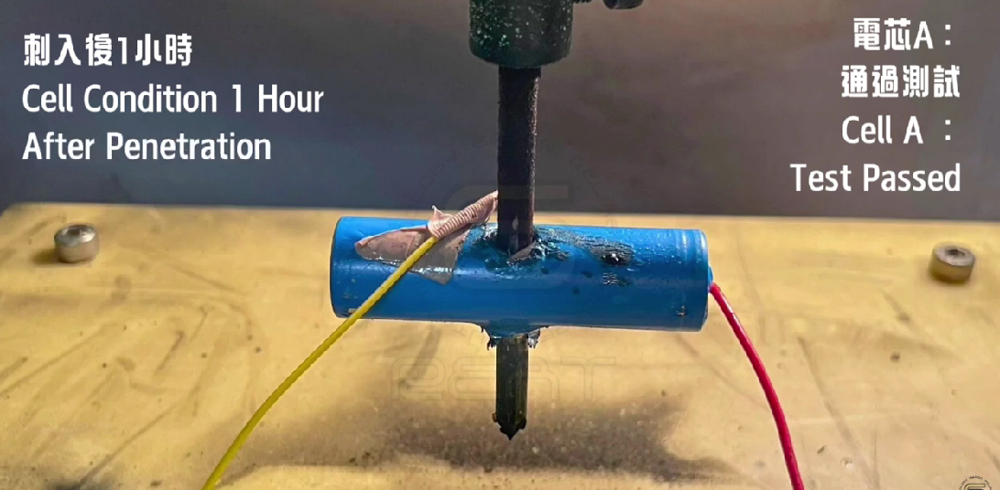 刺入後1小時
Cell Condition 1 Hour
After Penetration
電芯A：
通過測試
Cell A ：
Test Passed